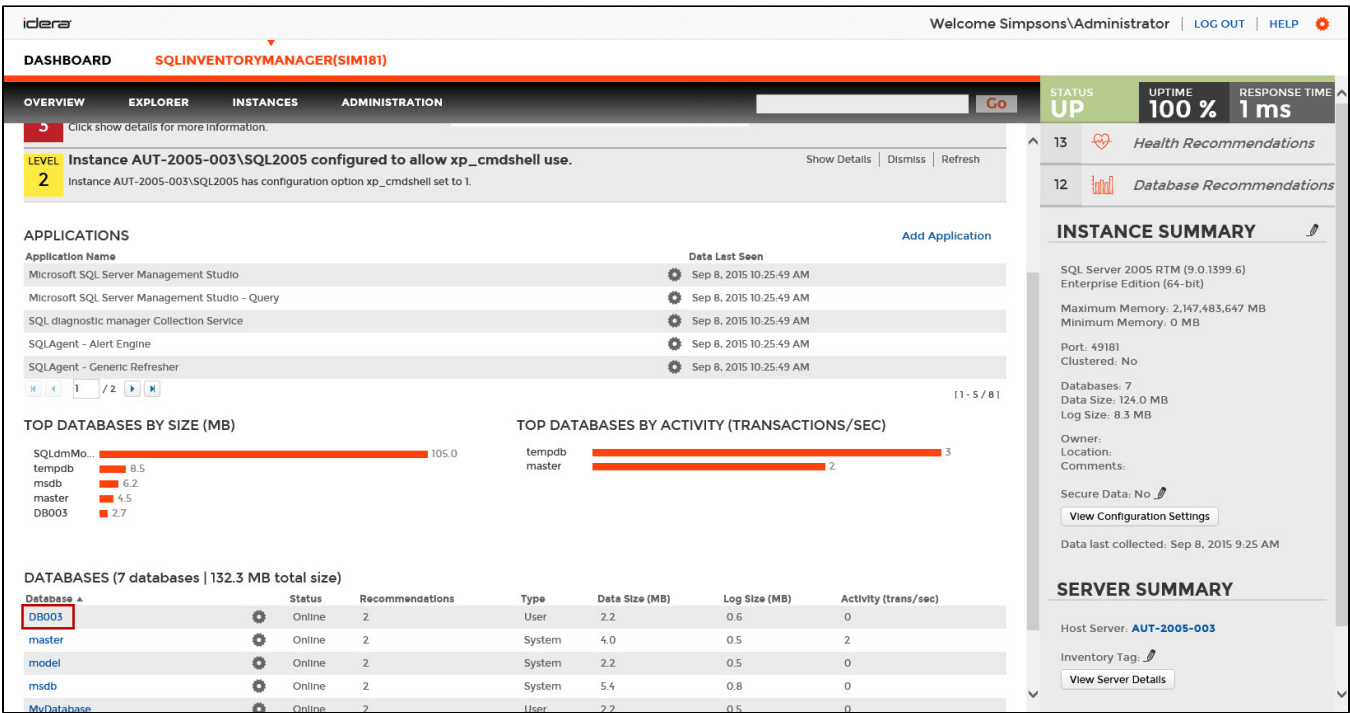 idera
Welcome Simpsons\Administrator | LOG OUT | HELP
DASHBOARD SQLINVENTORYMANAGER(SIM181)
OVERVIEW EXPLORER INSTANCES ADMINISTRATION Go
STATUS UP
UPTIME 100 %
RESPONSE TIME 1 ms
3 Click show details for more information.
LEVEL 2 Instance AUT-2005-003\SQL2005 configured to allow xp_cmdshell use.
Show Details | Dismiss | Refresh
Instance AUT-2005-003\SQL2005 has configuration option xp_cmdshell set to 1.
APPLICATIONS
Add Application
Application Name Data Last Seen
Microsoft SQL Server Management Studio Sep 8, 2015 10:25:49 AM
Microsoft SQL Server Management Studio - Query Sep 8, 2015 10:25:49 AM
SQL diagnostic manager Collection Service Sep 8, 2015 10:25:49 AM
SQLAgent - Alert Engine Sep 8, 2015 10:25:49 AM
SQLAgent - Generic Refresher Sep 8, 2015 10:25:49 AM
1 / 2
[ 1 - 5 / 8 ]
TOP DATABASES BY SIZE (MB)
SQLdmMo... 105.0
tempdb 8.5
msdb 6.2
master 4.5
DB003 2.7
TOP DATABASES BY ACTIVITY (TRANSACTIONS/SEC)
tempdb 3
master 2
DATABASES (7 databases | 132.3 MB total size)
Database Status Recommendations Type Data Size (MB) Log Size (MB) Activity (trans/sec)
DB003 Online 2 User 2.2 0.6 0
master Online 2 System 4.0 0.5 2
model Online 2 System 2.2 0.5 0
msdb Online 2 System 5.4 0.8 0
MyDatabase Online 2 User 2.2 0.5 0
13 Health Recommendations
12 Database Recommendations
INSTANCE SUMMARY
SQL Server 2005 RTM (9.0.1399.6)
Enterprise Edition (64-bit)
Maximum Memory: 2,147,483,647 MB
Minimum Memory: 0 MB
Port: 49181
Clustered: No
Databases: 7
Data Size: 124.0 MB
Log Size: 8.3 MB
Owner:
Location:
Comments:
Secure Data: No
View Configuration Settings
Data last collected: Sep 8, 2015 9:25 AM
SERVER SUMMARY
Host Server: AUT-2005-003
Inventory Tag:
View Server Details